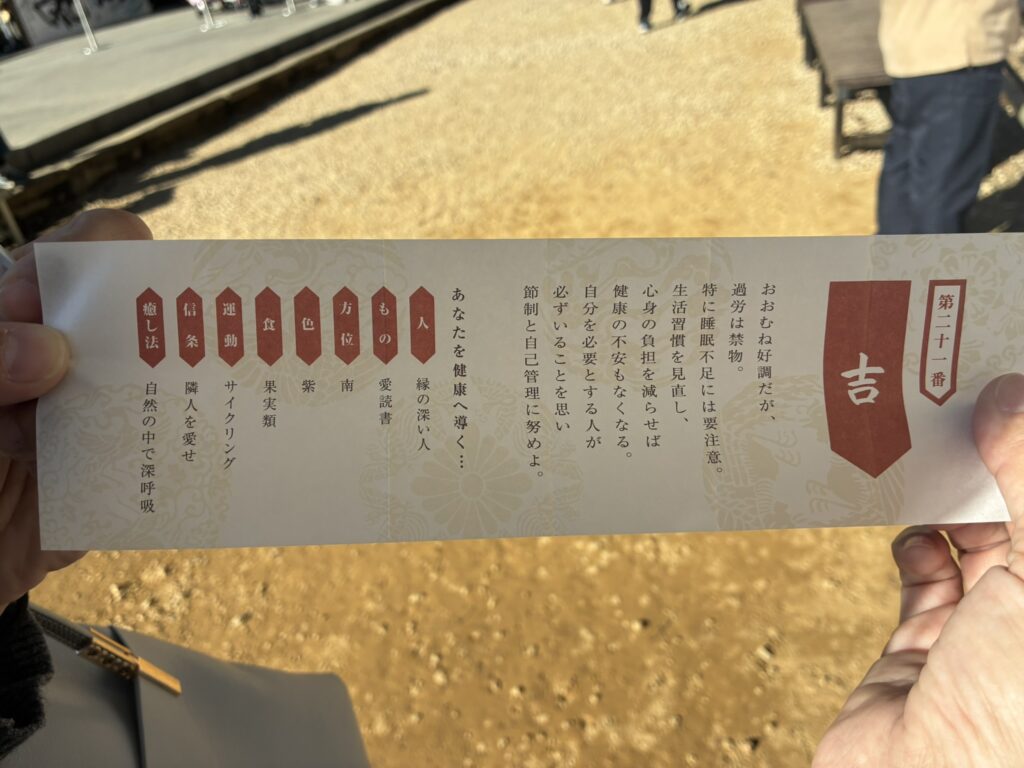 第二十一番
吉
おおむね好調だが、
過労は禁物。
特に睡眠不足には要注意。
生活習慣を見直し、
心身の負担を減らせば
健康の不安もなくなる。
自分を必要とする人が
必ずいることを思い
節制と自己管理に努めよ。
あなたを健康へ導く…
人 縁の深い人
もの 愛読書
方位 南
色 紫
食 果実類
運動 サイクリング
信条 隣人を愛せ
癒し法 自然の中で深呼吸